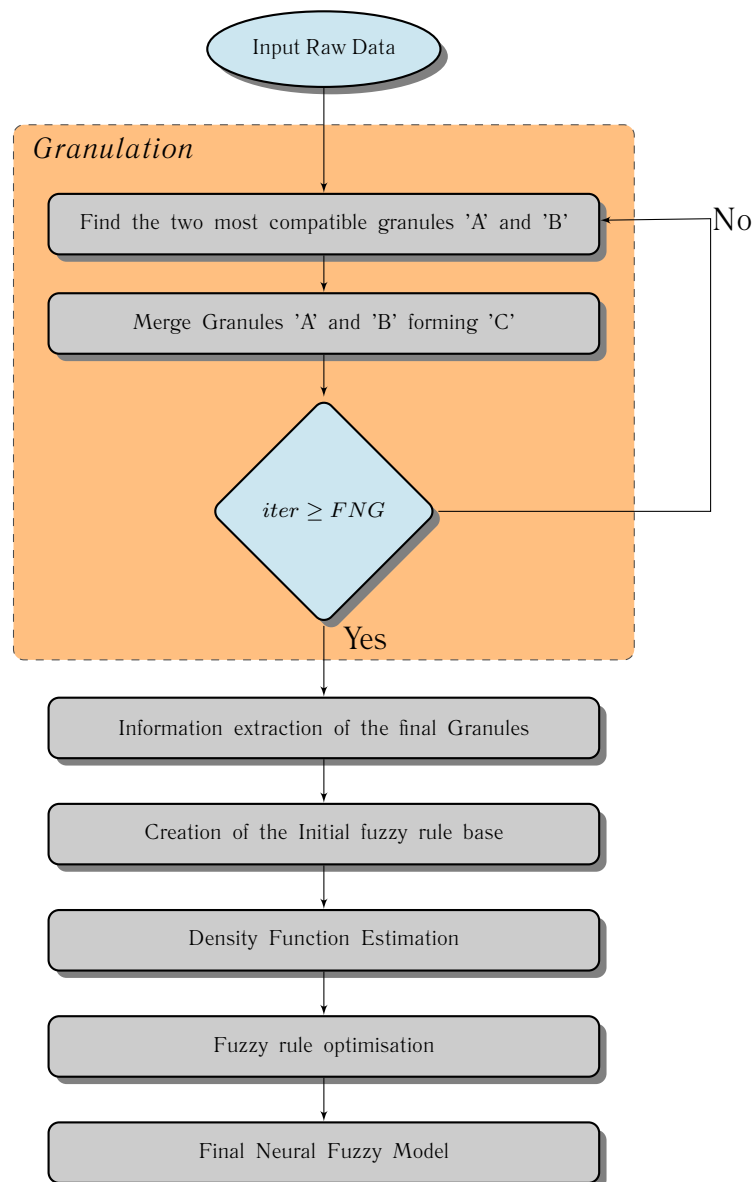 Input Raw Data
Granulation
Find the two most compatible granules 'A' and 'B'
No
Merge Granules 'A' and 'B' forming 'C'
iter ≥ FNG
Yes
Information extraction of the final Granules
Creation of the Initial fuzzy rule base
Density Function Estimation
Fuzzy rule optimisation
Final Neural Fuzzy Model